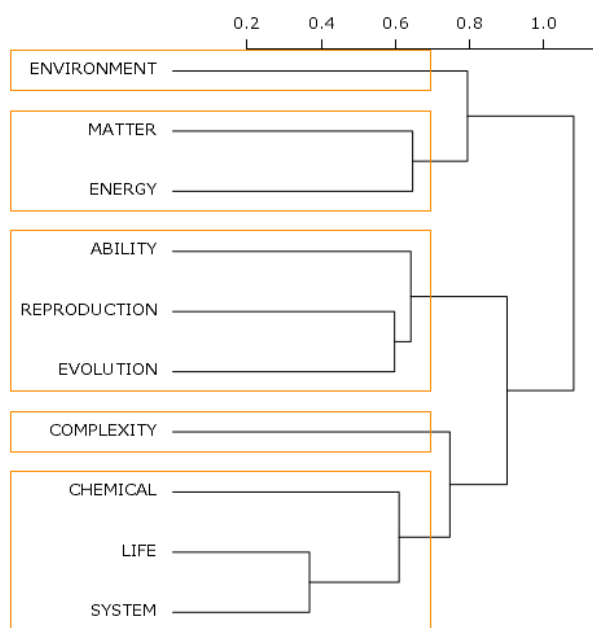 0.2 0.4 0.6 0.8 1.0
ENVIRONMENT
MATTER
ENERGY
ABILITY
REPRODUCTION
EVOLUTION
COMPLEXITY
CHEMICAL
LIFE
SYSTEM